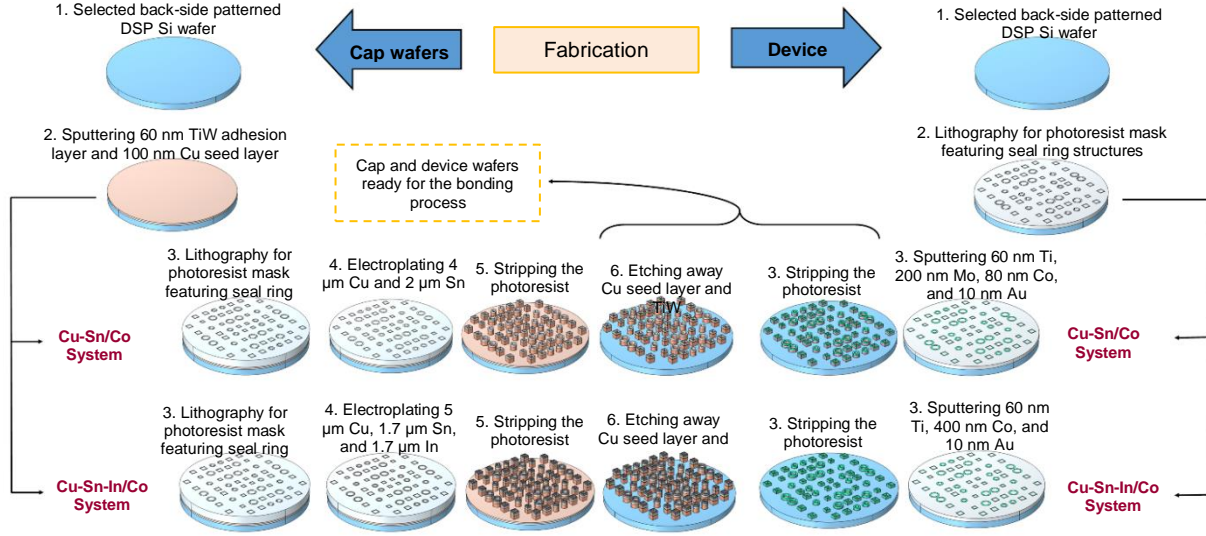 1. Selected back-side patterned
DSP Si wafer
Cap wafers
Fabrication
Device
1. Selected back-side patterned
DSP Si wafer
2. Sputtering 60 nm TiW adhesion
layer and 100 nm Cu seed layer
Cap and device wafers
ready for the bonding
process
2. Lithography for photoresist mask
featuring seal ring structures
3. Lithography for
photoresist mask
featuring seal ring
4. Electroplating 4
µm Cu and 2 µm Sn
5. Stripping the
photoresist
6. Etching away
Cu seed layer and
TiW
3. Stripping the
photoresist
3. Sputtering 60 nm Ti,
200 nm Mo, 80 nm Co,
and 10 nm Au
Cu-Sn/Co
System
Cu-Sn/Co
System
3. Lithography for
photoresist mask
featuring seal ring
4. Electroplating 5
µm Cu, 1.7 µm Sn,
and 1.7 µm In
5. Stripping the
photoresist
6. Etching away
Cu seed layer and
3. Stripping the
photoresist
3. Sputtering 60 nm
Ti, 400 nm Co, and
10 nm Au
Cu-Sn-In/Co
System
Cu-Sn-In/Co
System